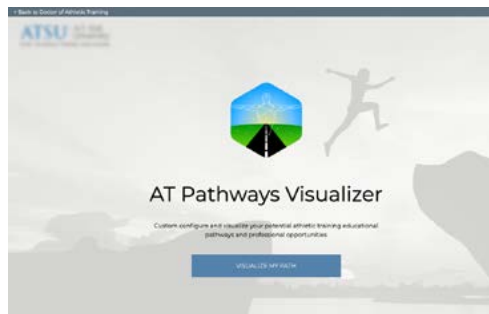 < Back to Doctor of Athletic Training
ATSU
AT Pathways Visualizer
Custom configure and visualize your potential athletic training educational
pathways and professional opportunities
VISUALIZE MY PATH